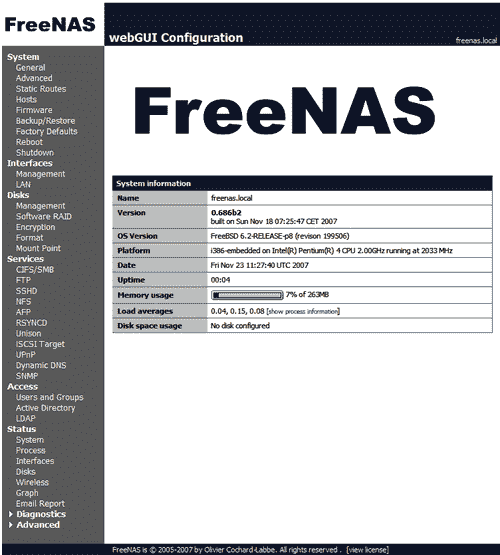 FreeNAS
webGUI Configuration
freenas.local
System
General
Advanced
Static Routes
Hosts
Firmware
Backup/Restore
Factory Defaults
Reboot
Shutdown
Interfaces
Management
LAN
Disks
Management
Software RAID
Encryption
Format
Mount Point
Services
CIFS/SMB
FTP
SSHD
NFS
AFP
RSYNCD
Unison
iSCSI Target
UPnP
Dynamic DNS
SNMP
Access
Users and Groups
Active Directory
LDAP
Status
System
Process
Interfaces
Disks
Wireless
Graph
Email Report
Diagnostics
Advanced
FreeNAS
System information
Name freenas.local
Version 0.686b2
built on Sun Nov 18 07:25:47 CET 2007
OS Version FreeBSD 6.2-RELEASE-p8 (revison 199506)
Platform i386-embedded on Intel(R) Pentium(R) 4 CPU 2.00GHz running at 2033 MHz
Date Fri Nov 23 11:27:40 UTC 2007
Uptime 00:04
Memory usage 7% of 263MB
Load averages 0.04, 0.15, 0.08 [show process information]
Disk space usage No disk configured
FreeNAS is © 2005-2007 by Olivier Cochard-Labbe. All rights reserved . [view license]